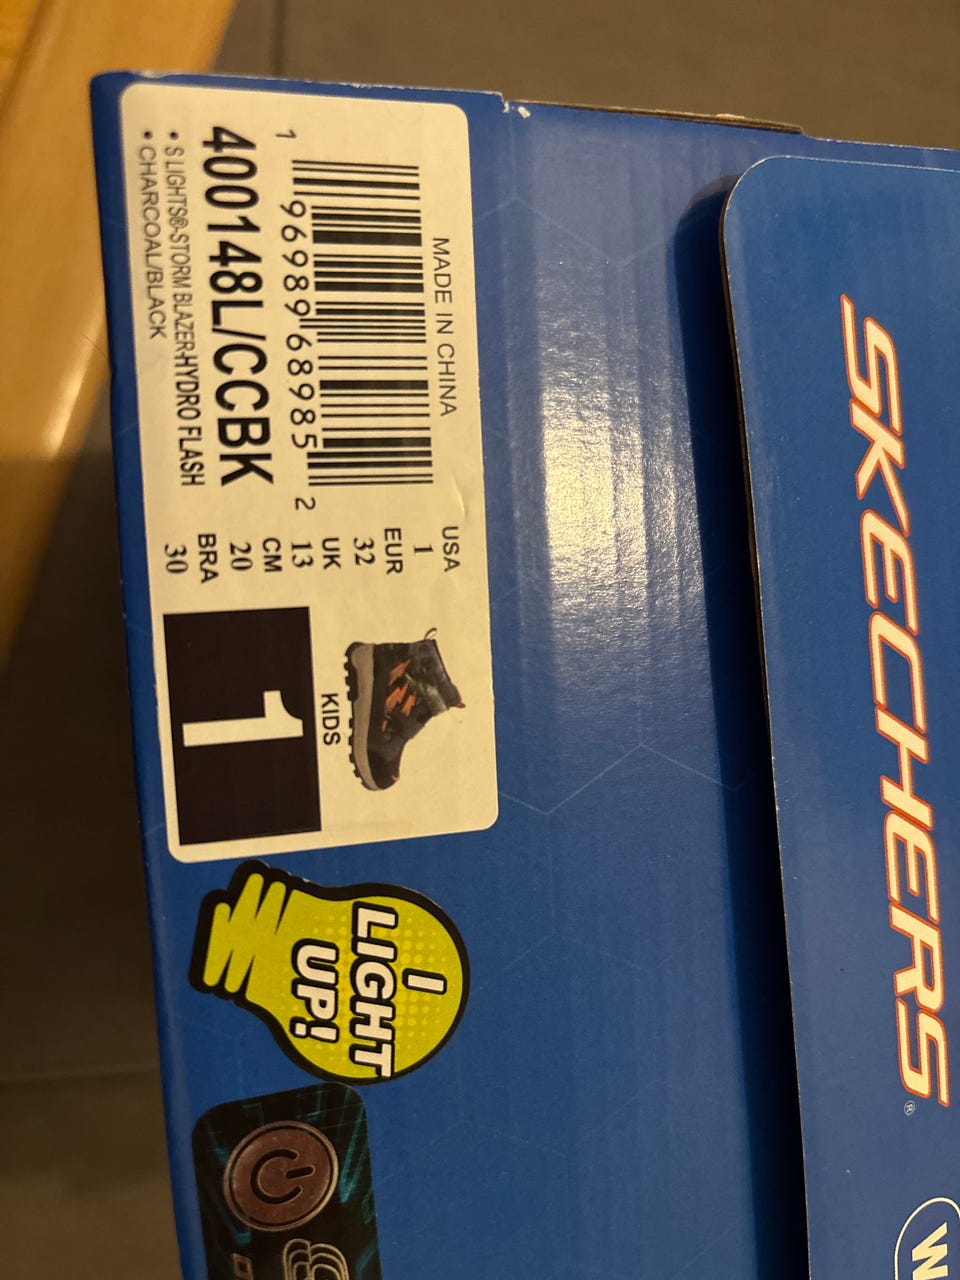 SKECHERS®
W
MADE IN CHINA
1 96989 68985 2
400148L/CCBK
• S LIGHTS®-STORM BLAZER-HYDRO FLASH
• CHARCOAL/BLACK
USA
1
EUR
32
UK
13
CM
20
BRA
30
KIDS
1
I
LIGHT
UP!